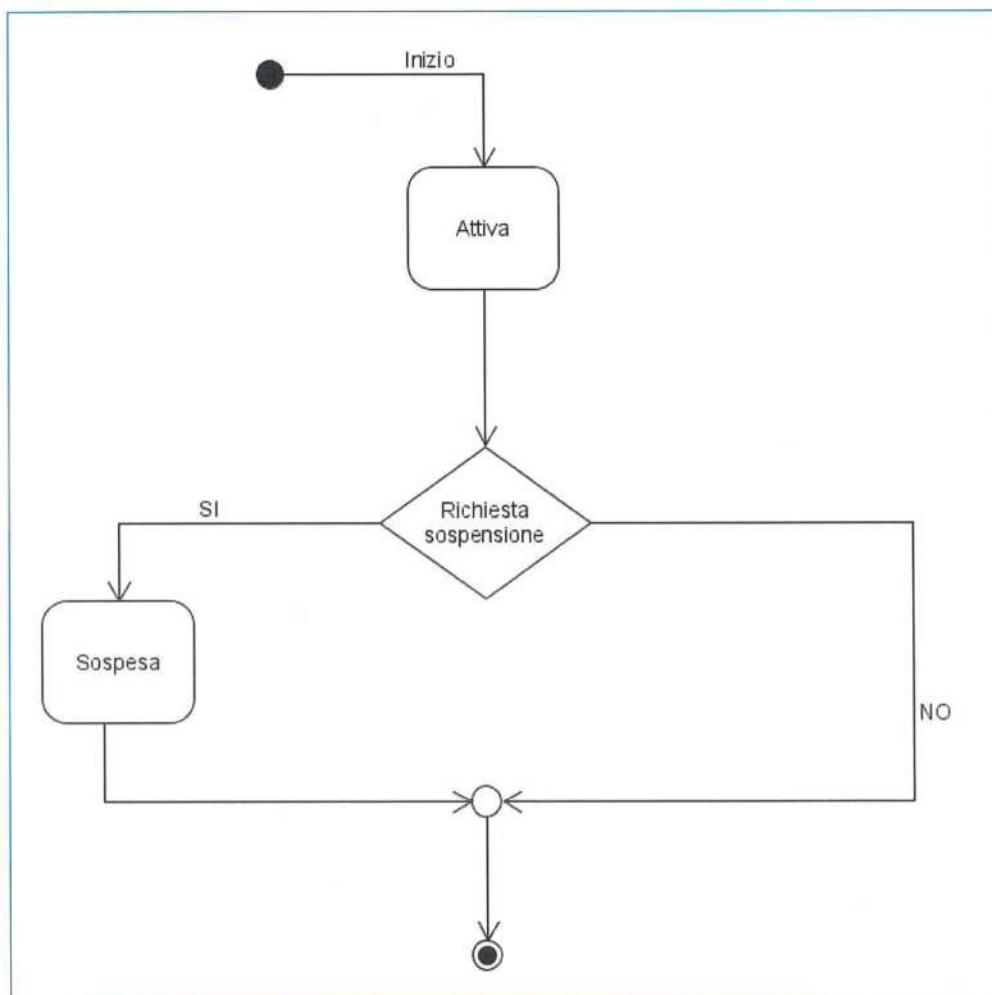 Inizio
Attiva
Richiesta
sospensione
SI
Sospesa
NO